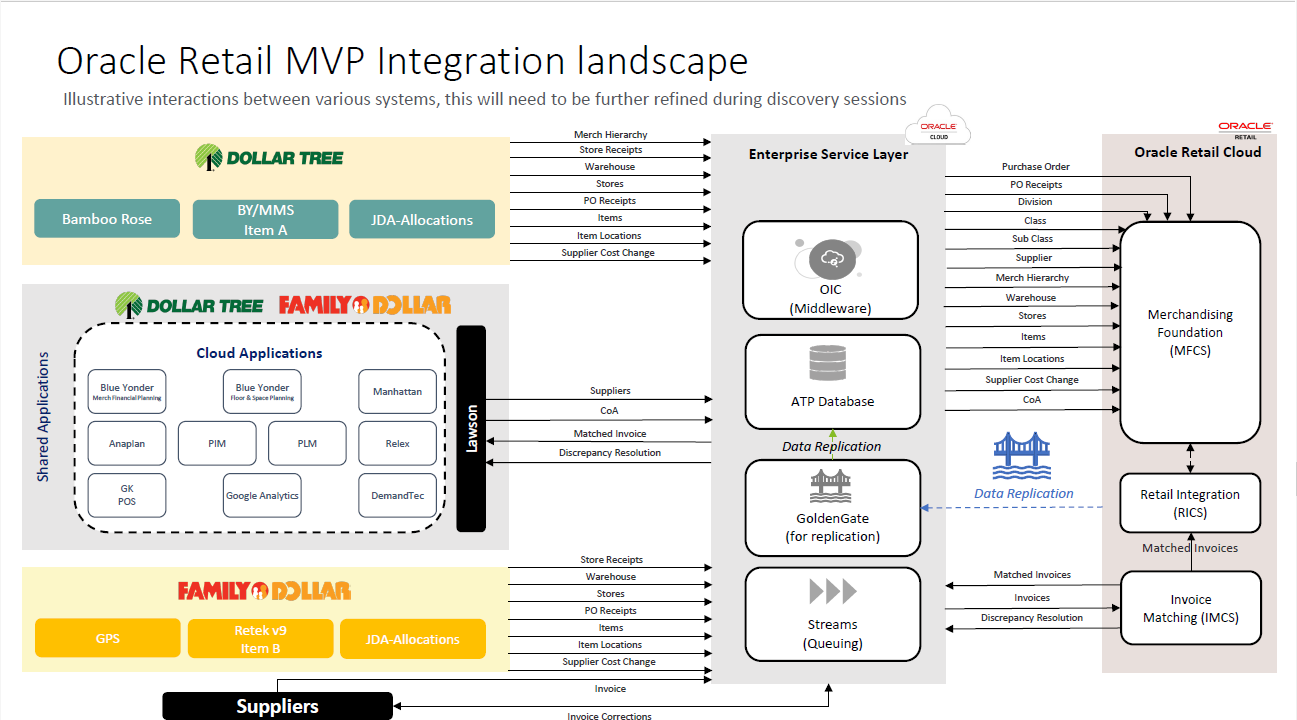 Oracle Retail MVP Integration landscape
Illustrative interactions between various systems, this will need to be further refined during discovery sessions
DOLLAR TREE
Bamboo Rose
BY/MMS
Item A
JDA-Allocations
Merch Hierarchy
Store Receipts
Warehouse
Stores
PO Receipts
Items
Item Locations
Supplier Cost Change
Shared Applications
DOLLAR TREE
FAMILY DOLLAR
Cloud Applications
Blue Yonder
Merch Financial Planning
Blue Yonder
Floor & Space Planning
Manhattan
Anaplan
PIM
PLM
Relex
GK
POS
Google Analytics
DemandTec
Lawson
Suppliers
CoA
Matched Invoice
Discrepancy Resolution
FAMILY DOLLAR
GPS
Retek v9
Item B
JDA-Allocations
Store Receipts
Warehouse
Stores
PO Receipts
Items
Item Locations
Supplier Cost Change
Invoice
Suppliers
Invoice Corrections
ORACLE
CLOUD
Enterprise Service Layer
OIC
(Middleware)
ATP Database
Data Replication
GoldenGate
(for replication)
Streams
(Queuing)
Purchase Order
PO Receipts
Division
Class
Sub Class
Supplier
Merch Hierarchy
Warehouse
Stores
Items
Item Locations
Supplier Cost Change
CoA
Data Replication
Matched Invoices
Invoices
Discrepancy Resolution
ORACLE
RETAIL
Oracle Retail Cloud
Merchandising
Foundation
(MFCS)
Retail Integration
(RICS)
Matched Invoices
Invoice
Matching (IMCS)